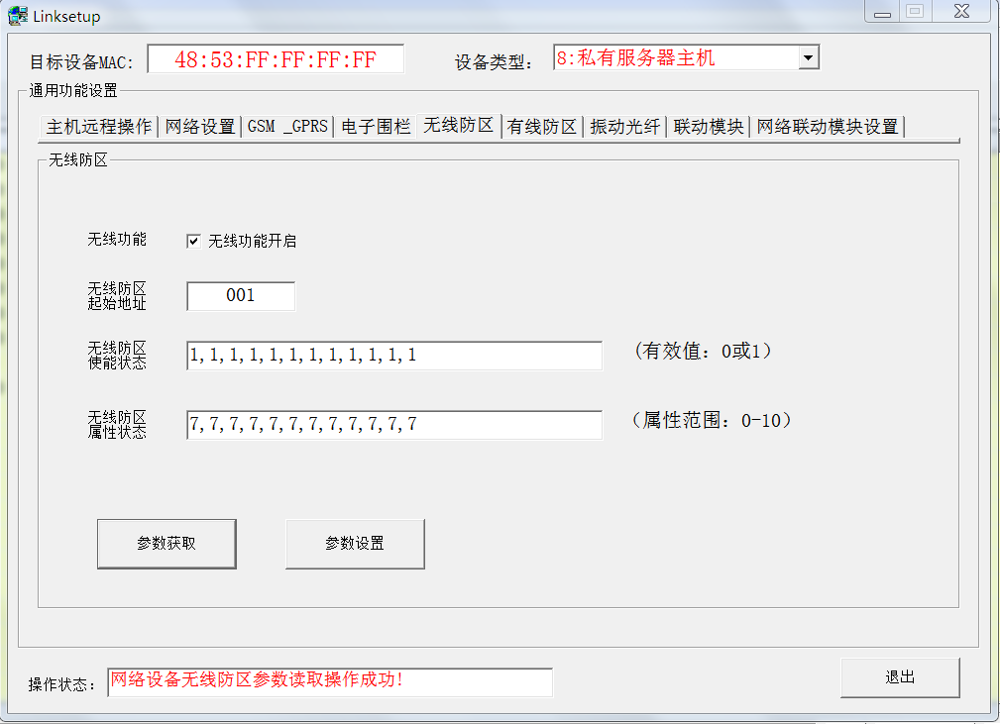 Linksetup
目标设备MAC: 48:53:FF:FF:FF:FF 设备类型: 8:私有服务器主机
通用功能设置
主机远程操作 网络设置 GSM _GPRS 电子围栏 无线防区 有线防区 振动光纤 联动模块 网络联动模块设置
无线防区
无线功能 无线功能开启
无线防区
起始地址
001
无线防区
使能状态
1,1,1,1,1,1,1,1,1,1,1,1 (有效值: 0或1)
无线防区
属性状态
7,7,7,7,7,7,7,7,7,7,7,7 (属性范围: 0-10)
参数获取 参数设置
操作状态: 网络设备无线防区参数读取操作成功!
退出